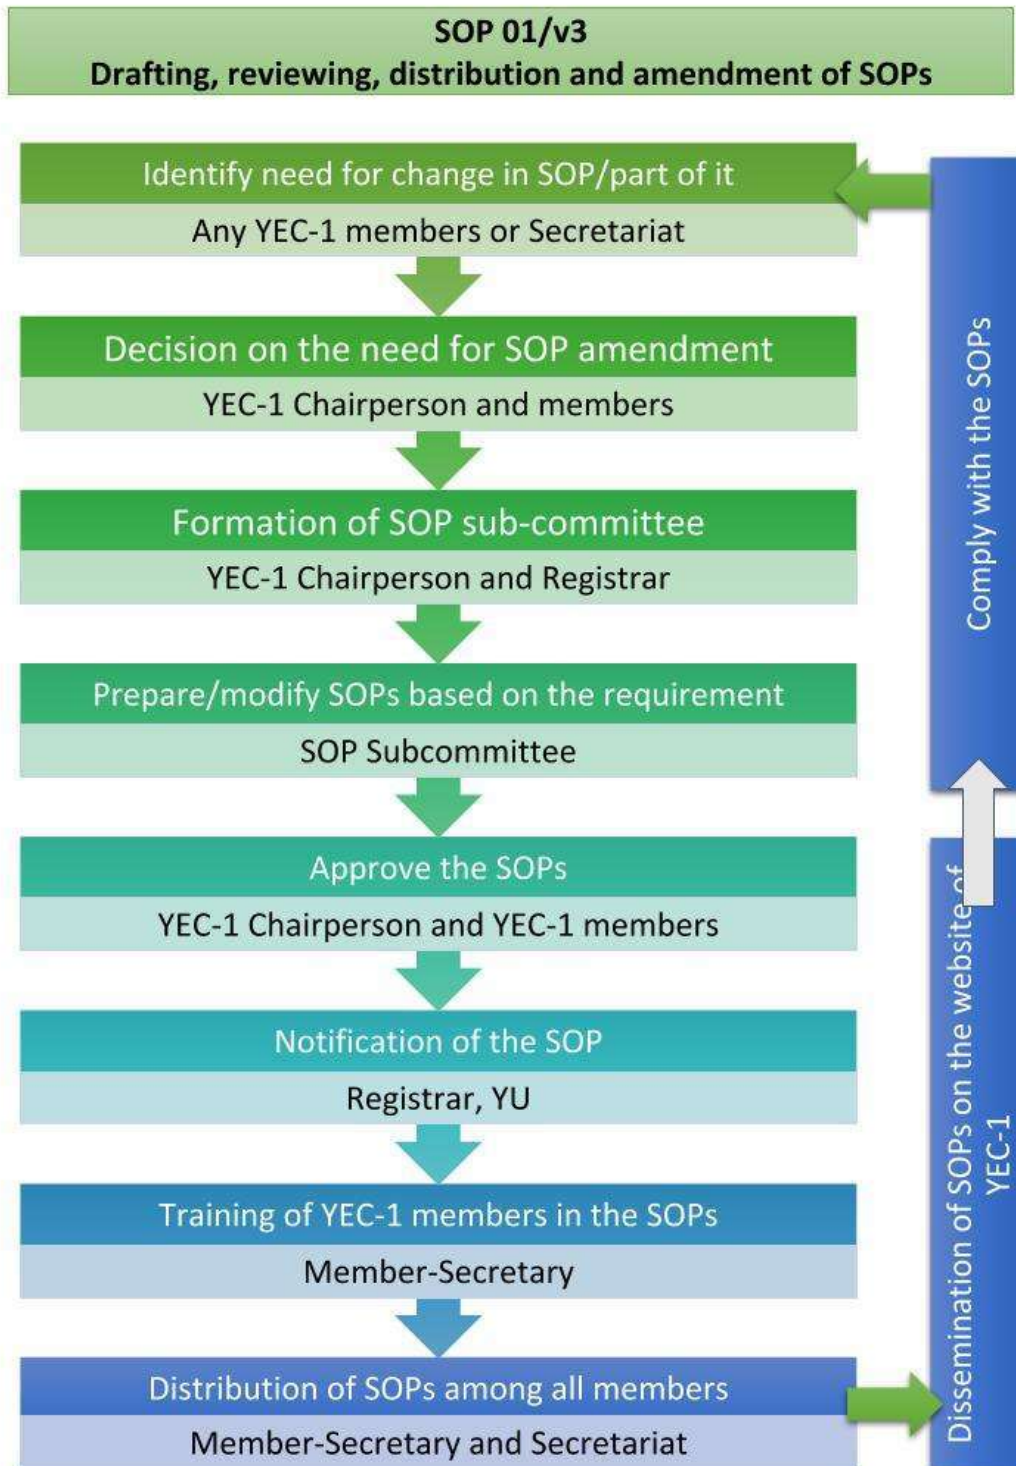 SOP 01/v3
Drafting, reviewing, distribution and amendment of SOPs
Identify need for change in SOP/part of it
Any YEC-1 members or Secretariat
Decision on the need for SOP amendment
YEC-1 Chairperson and members
Formation of SOP sub-committee
YEC-1 Chairperson and Registrar
Prepare/modify SOPs based on the requirement
SOP Subcommittee
Approve the SOPs
YEC-1 Chairperson and YEC-1 members
Notification of the SOP
Registrar, YU
Training of YEC-1 members in the SOPs
Member-Secretary
Distribution of SOPs among all members
Member-Secretary and Secretariat
Dissemination of SOPs on the website of
YEC-1
Comply with the SOPs